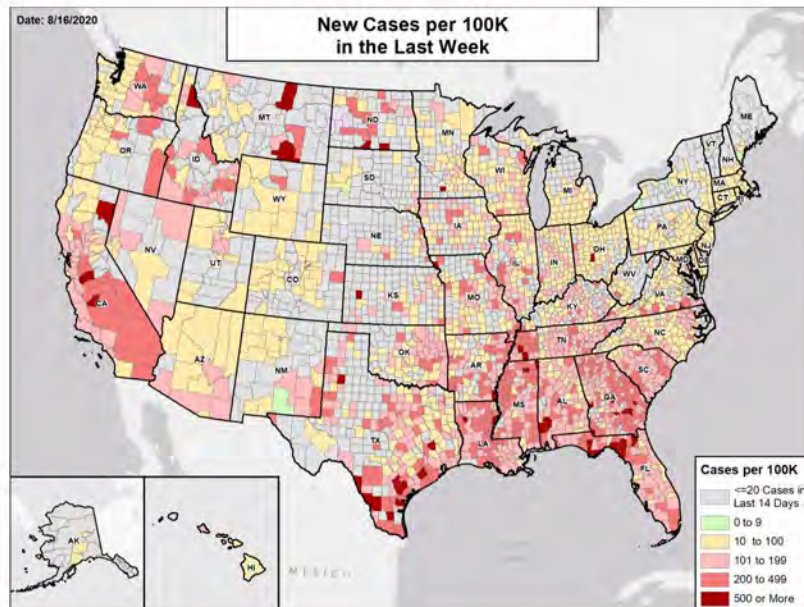 Date: 8/16/2020
New Cases per 100K
in the Last Week
WA
MT
ND
MN
ME
OR
ID
WY
SD
WI
MI
NY
VT
NH
MA
CT
NV
UT
CO
NE
IA
IL
IN
OH
PA
NJ
MD
DE
CA
KS
MO
KY
WV
VA
AZ
NM
OK
AR
TN
NC
TX
LA
MS
AL
GA
SC
FL
AK
HI
MEXICO
Cases per 100K
<=20 Cases in
Last 14 Days
0 to 9
10 to 100
101 to 199
200 to 499
500 or More